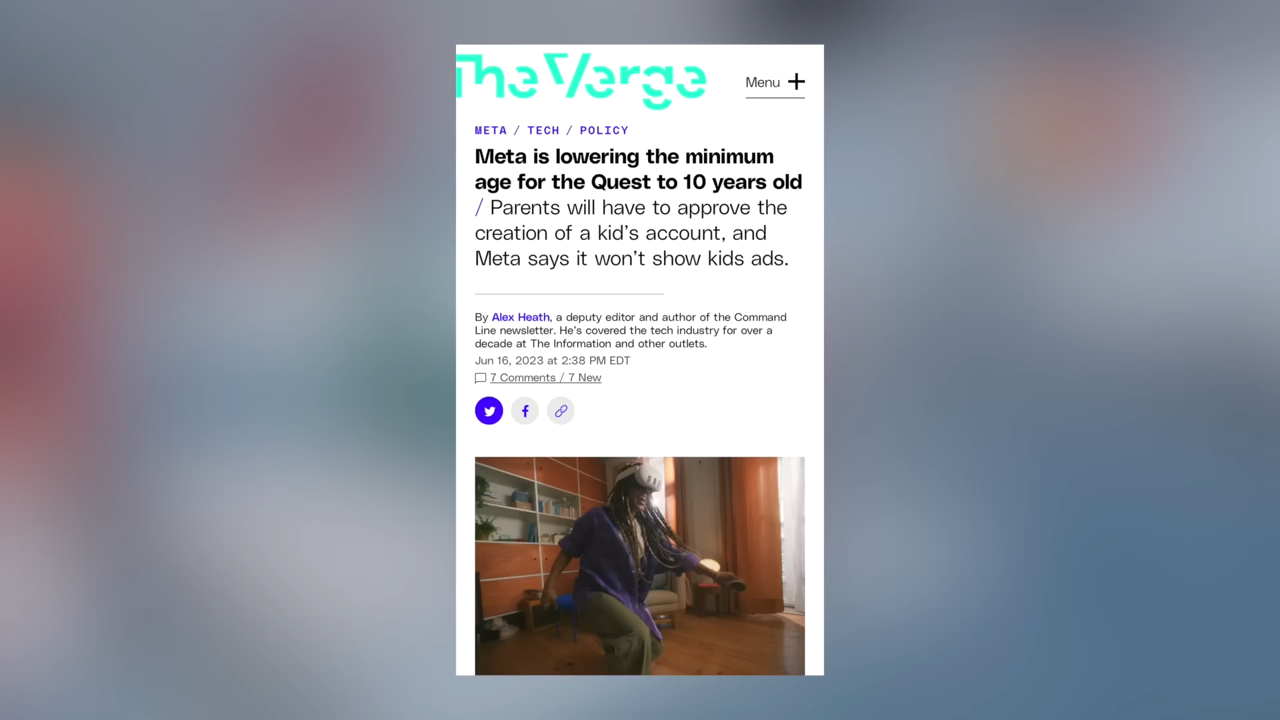 The Verge
Menu
META / TECH / POLICY
Meta is lowering the minimum
age for the Quest to 10 years old
/ Parents will have to approve the
creation of a kid’s account, and
Meta says it won’t show kids ads.
By Alex Heath, a deputy editor and author of the Command
Line newsletter. He’s covered the tech industry for over a
decade at The Information and other outlets.
Jun 16, 2023 at 2:38 PM EDT
7 Comments / 7 New